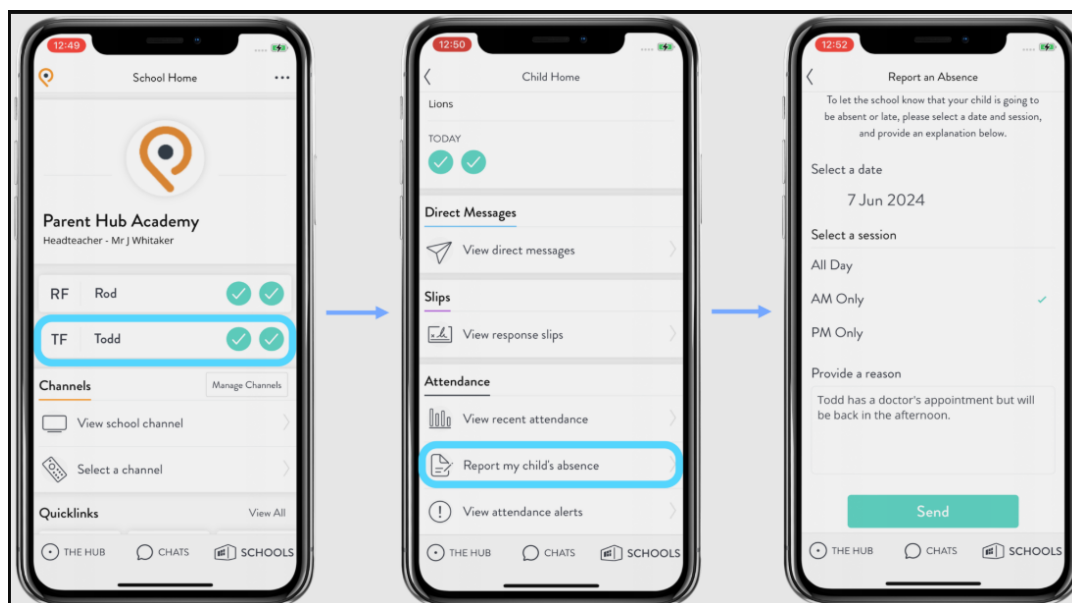 12:49
School Home
Parent Hub Academy
Headteacher - Mr J Whitaker
RF Rod
TF Todd
Channels
Manage Channels
View school channel
Select a channel
Quicklinks
View All
THE HUB
CHATS
SCHOOLS
12:50
Child Home
Lions
TODAY
Direct Messages
View direct messages
Slips
View response slips
Attendance
View recent attendance
Report my child's absence
View attendance alerts
THE HUB
CHATS
SCHOOLS
12:52
Report an Absence
To let the school know that your child is going to
be absent or late, please select a date and session,
and provide an explanation below.
Select a date
7 Jun 2024
Select a session
All Day
AM Only
PM Only
Provide a reason
Todd has a doctor's appointment but will
be back in the afternoon.
Send
THE HUB
CHATS
SCHOOLS